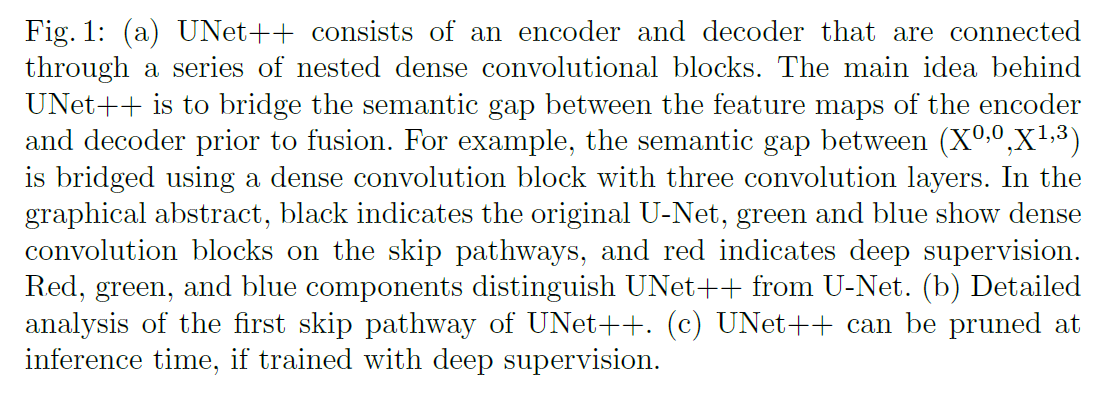 Fig. 1: (a) UNet++ consists of an encoder and decoder that are connected
through a series of nested dense convolutional blocks. The main idea behind
UNet++ is to bridge the semantic gap between the feature maps of the encoder
and decoder prior to fusion. For example, the semantic gap between (X⁰,⁰,X¹,³)
is bridged using a dense convolution block with three convolution layers. In the
graphical abstract, black indicates the original U-Net, green and blue show dense
convolution blocks on the skip pathways, and red indicates deep supervision.
Red, green, and blue components distinguish UNet++ from U-Net. (b) Detailed
analysis of the first skip pathway of UNet++. (c) UNet++ can be pruned at
inference time, if trained with deep supervision.